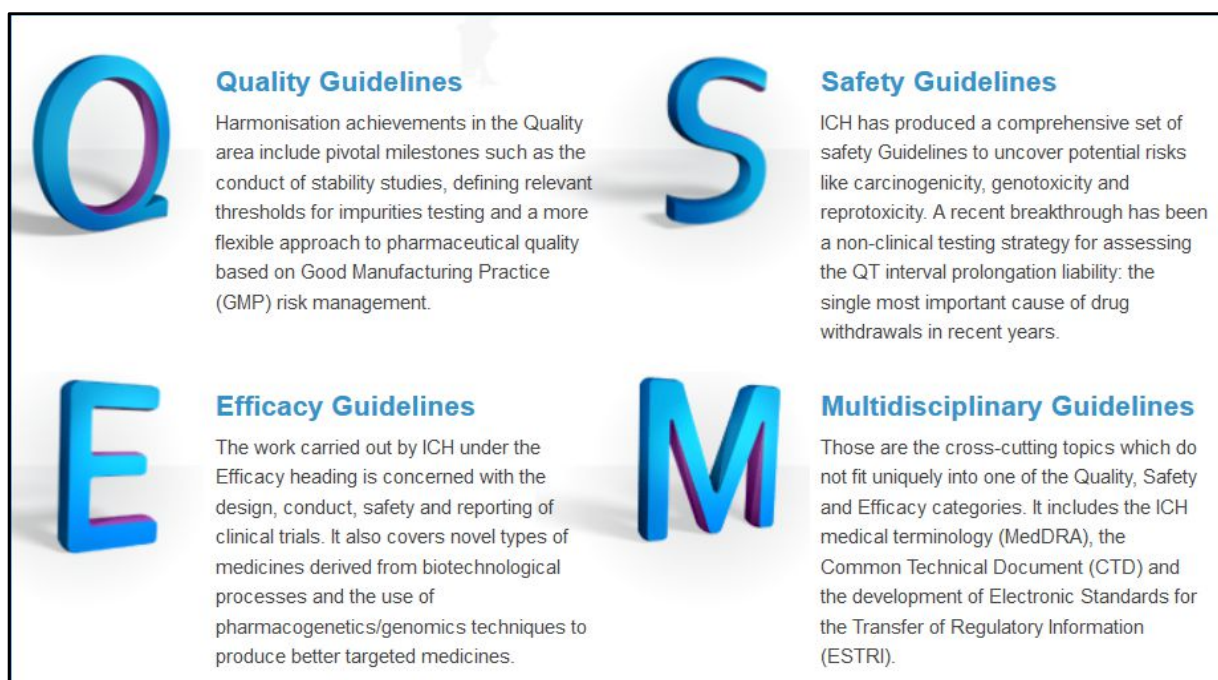 Q
Quality Guidelines
Harmonisation achievements in the Quality
area include pivotal milestones such as the
conduct of stability studies, defining relevant
thresholds for impurities testing and a more
flexible approach to pharmaceutical quality
based on Good Manufacturing Practice
(GMP) risk management.
S
Safety Guidelines
ICH has produced a comprehensive set of
safety Guidelines to uncover potential risks
like carcinogenicity, genotoxicity and
reprotoxicity. A recent breakthrough has been
a non-clinical testing strategy for assessing
the QT interval prolongation liability: the
single most important cause of drug
withdrawals in recent years.
E
Efficacy Guidelines
The work carried out by ICH under the
Efficacy heading is concerned with the
design, conduct, safety and reporting of
clinical trials. It also covers novel types of
medicines derived from biotechnological
processes and the use of
pharmacogenetics/genomics techniques to
produce better targeted medicines.
M
Multidisciplinary Guidelines
Those are the cross-cutting topics which do
not fit uniquely into one of the Quality, Safety
and Efficacy categories. It includes the ICH
medical terminology (MedDRA), the
Common Technical Document (CTD) and
the development of Electronic Standards for
the Transfer of Regulatory Information
(ESTRI).